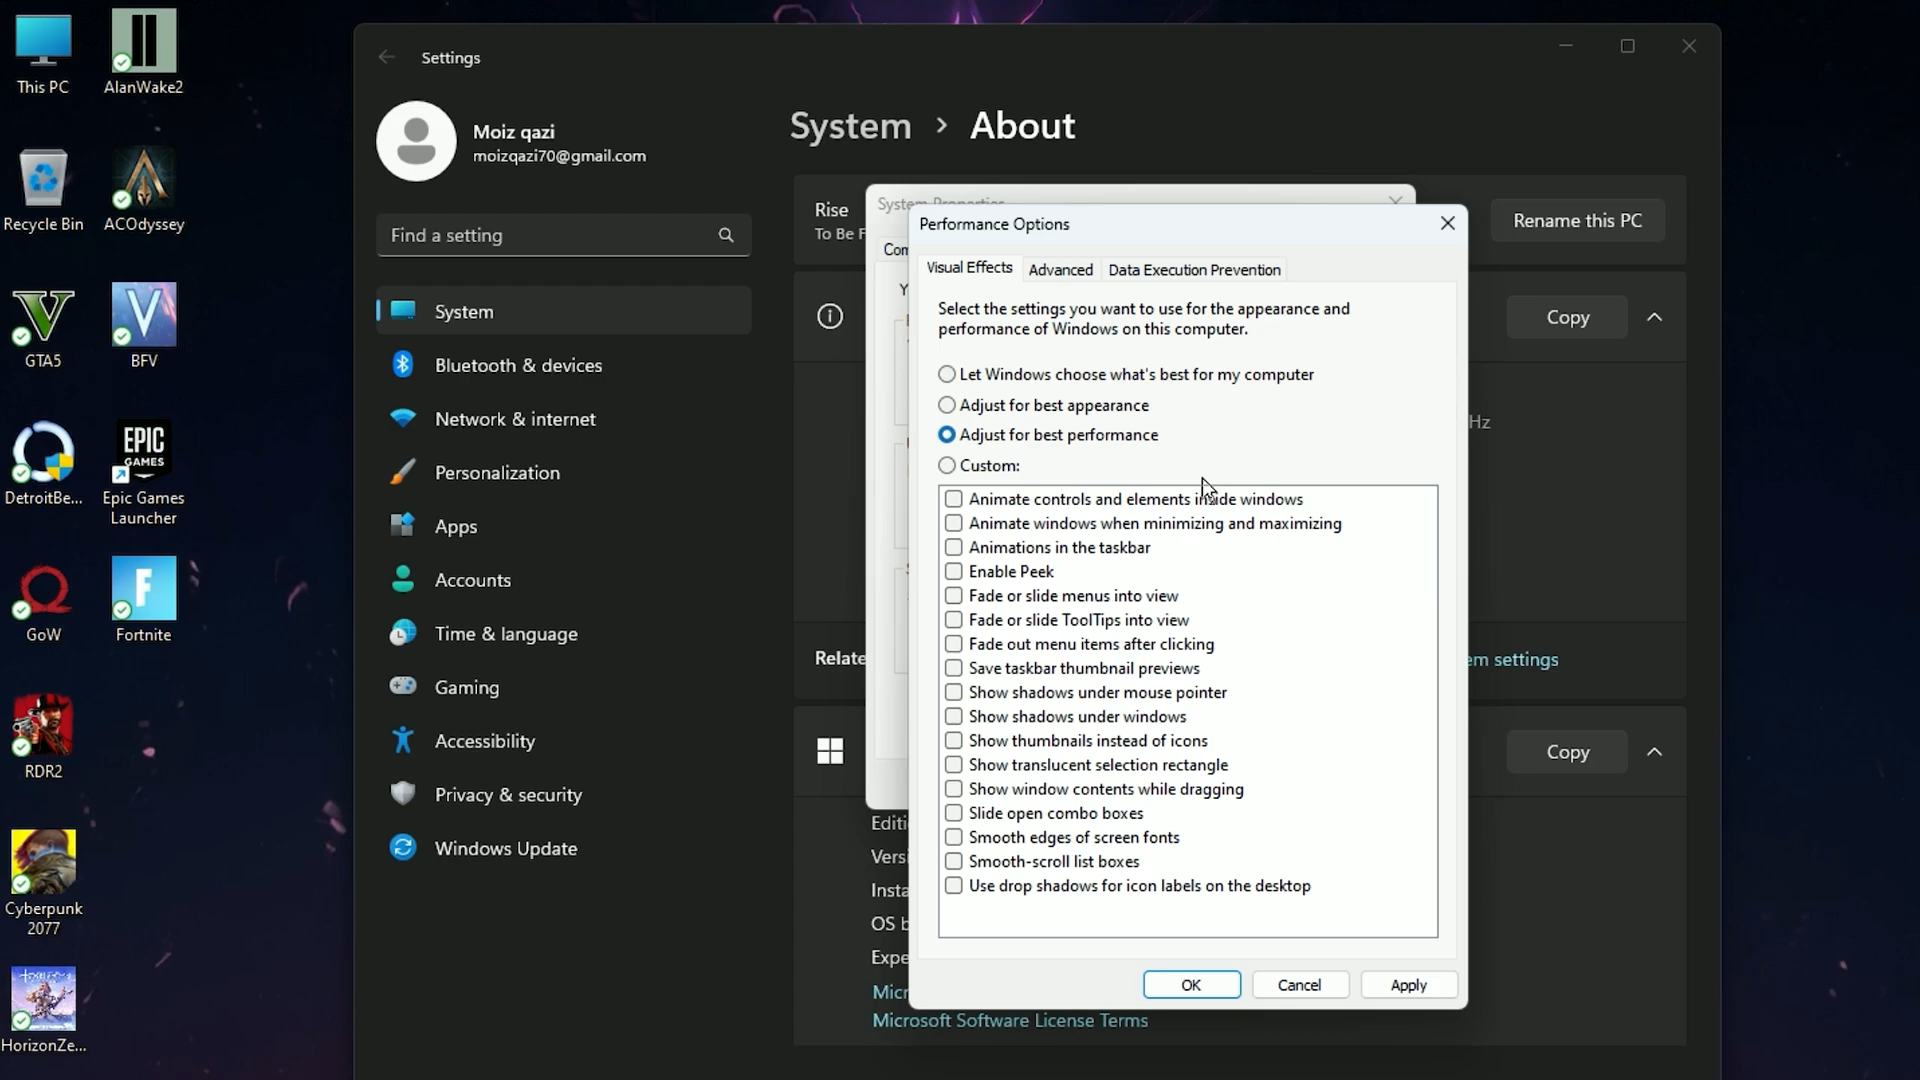 This PC
AlanWake2
Recycle Bin
ACOdyssey
GTA5
BFV
DetroitBe...
EPIC
GAMES
Epic Games
Launcher
GoW
Fortnite
RDR2
Cyberpunk
2077
HorizonZe...
Settings
Moiz qazi
moizqazi70@gmail.com
Find a setting
System
Bluetooth & devices
Network & internet
Personalization
Apps
Accounts
Time & language
Gaming
Accessibility
Privacy & security
Windows Update
System > About
Rise
To Be F
Rename this PC
Copy
Hz
Relate
em settings
Copy
Editi
Versi
Insta
OS b
Expe
Micr
Microsoft Software License Terms
System Properties
Com
Y
Performance Options
Visual Effects
Advanced
Data Execution Prevention
Select the settings you want to use for the appearance and
performance of Windows on this computer.
Let Windows choose what's best for my computer
Adjust for best appearance
Adjust for best performance
Custom:
Animate controls and elements inside windows
Animate windows when minimizing and maximizing
Animations in the taskbar
Enable Peek
Fade or slide menus into view
Fade or slide ToolTips into view
Fade out menu items after clicking
Save taskbar thumbnail previews
Show shadows under mouse pointer
Show shadows under windows
Show thumbnails instead of icons
Show translucent selection rectangle
Show window contents while dragging
Slide open combo boxes
Smooth edges of screen fonts
Smooth-scroll list boxes
Use drop shadows for icon labels on the desktop
OK
Cancel
Apply